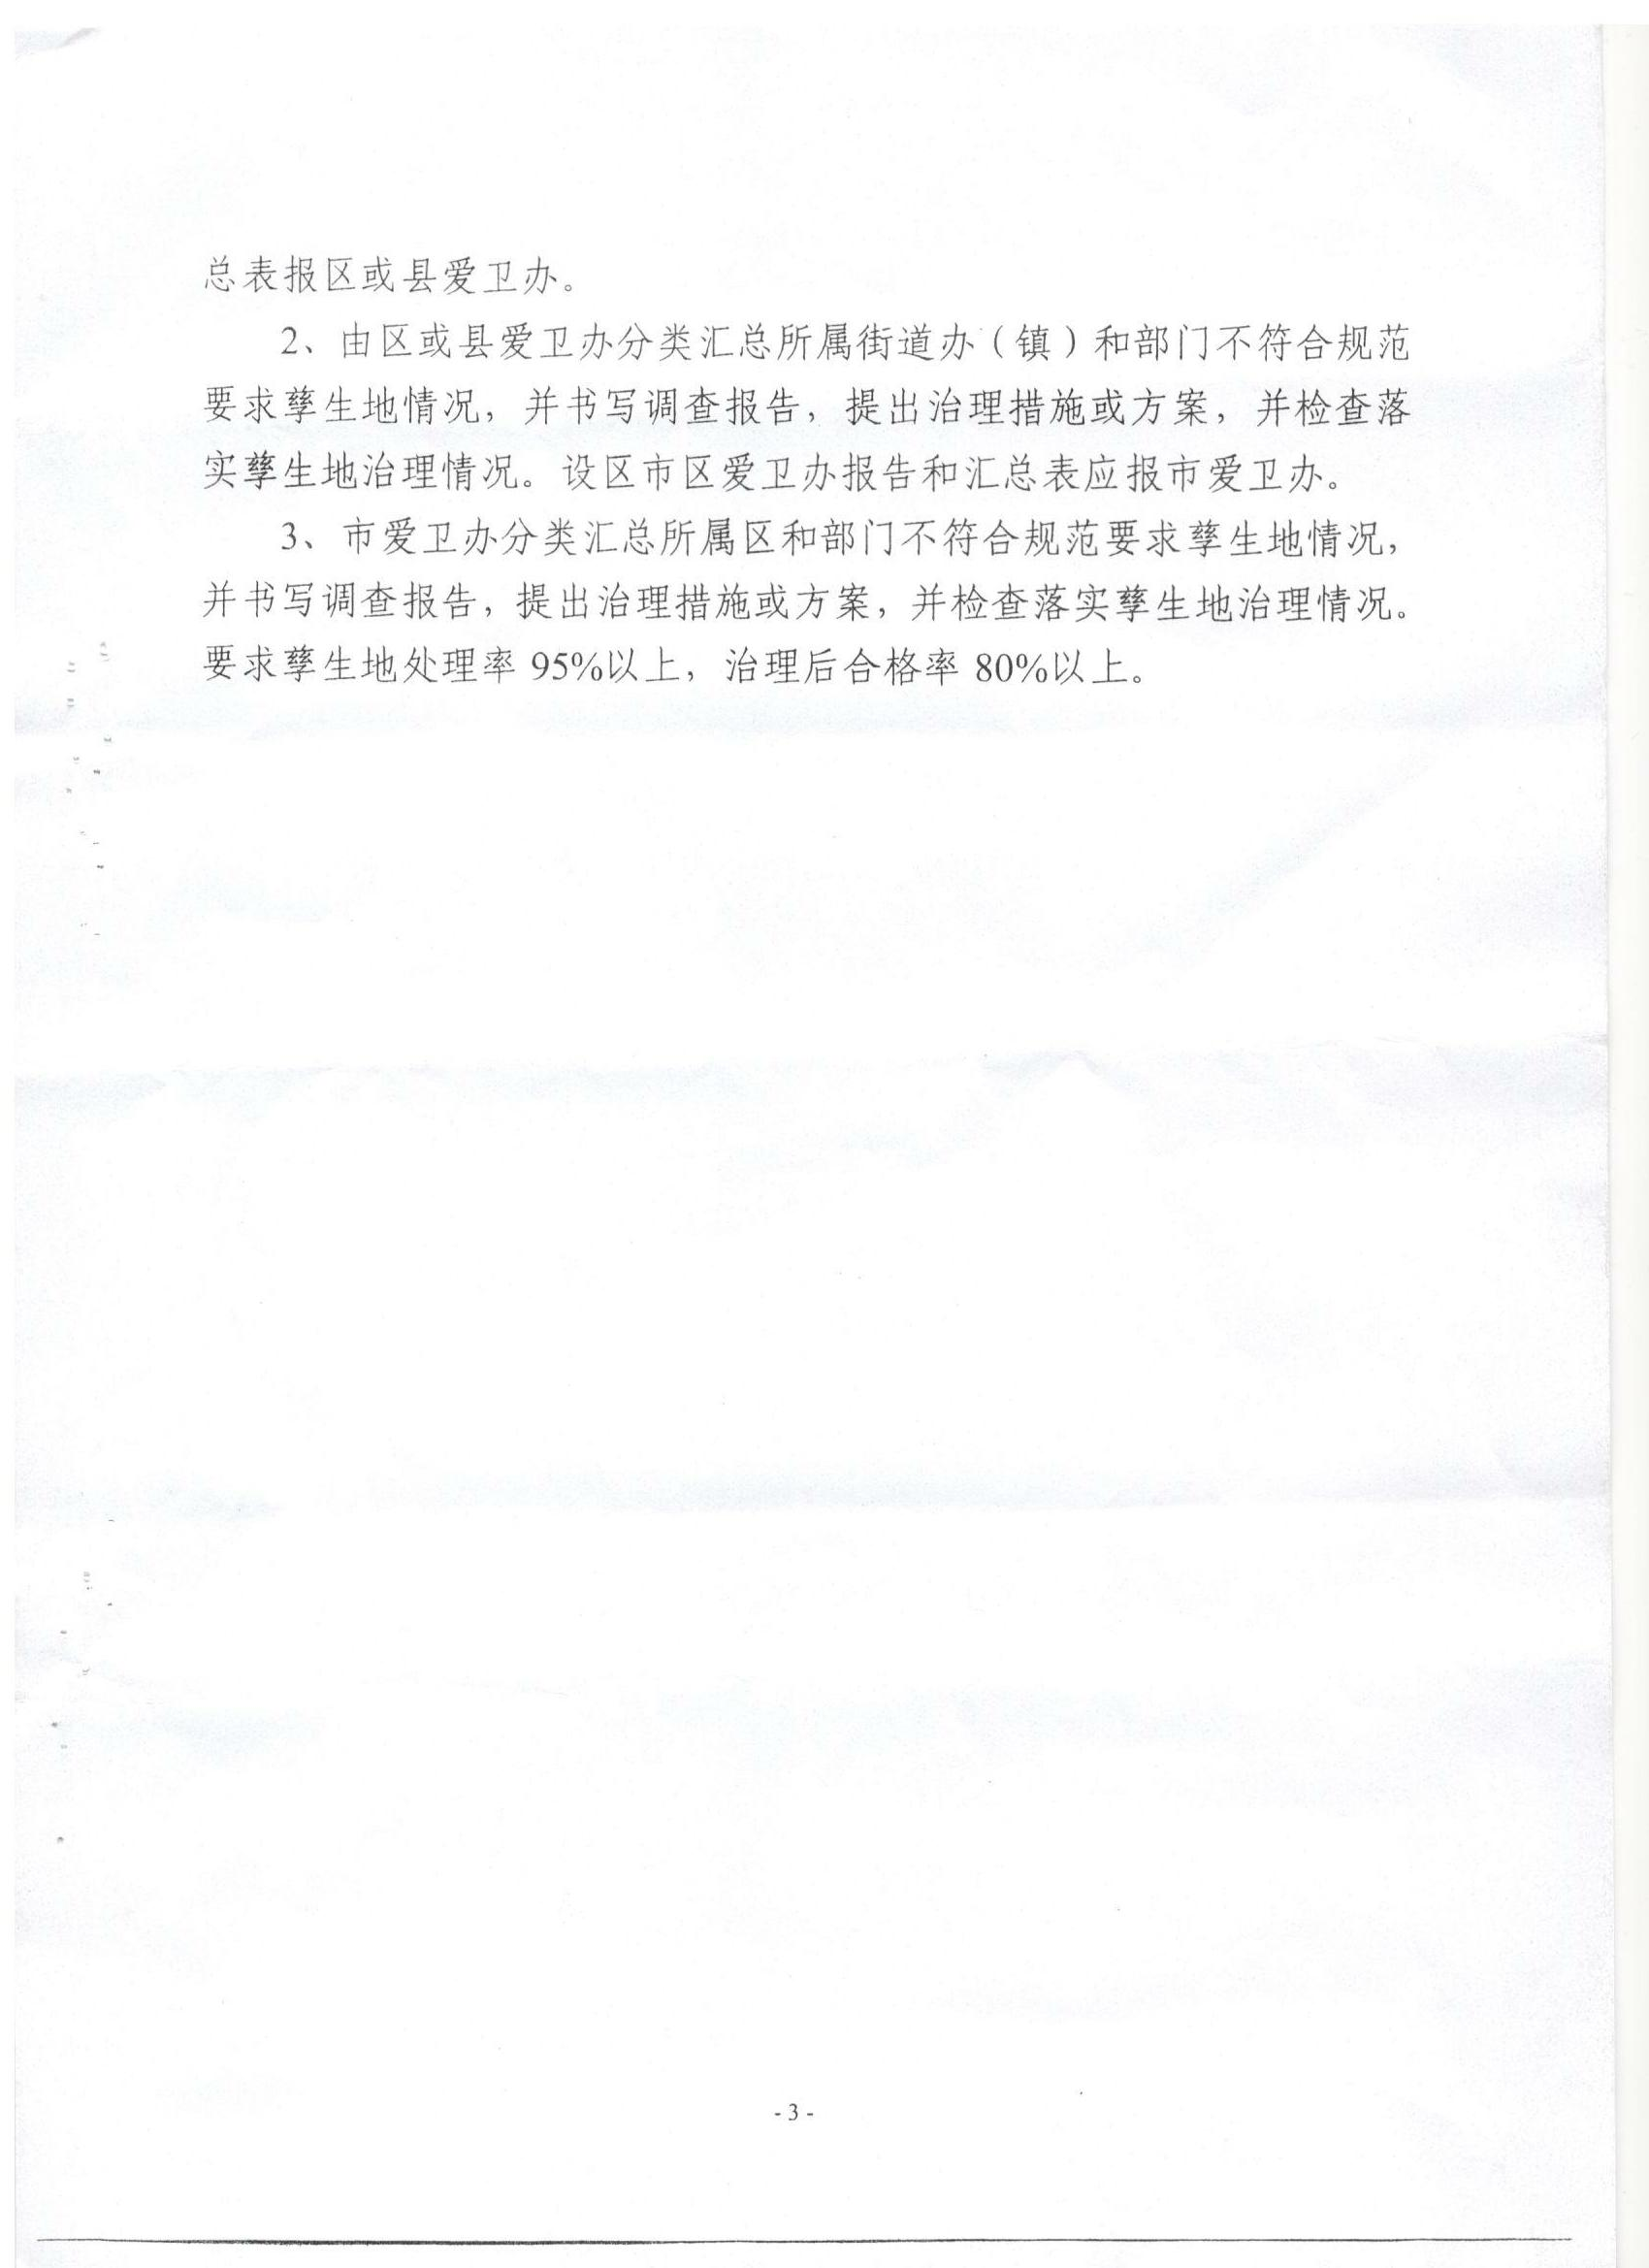 总表报区或县爱卫办。
2、由区或县爱卫办分类汇总所属街道办（镇）和部门不符合规范
要求孳生地情况，并书写调查报告，提出治理措施或方案，并检查落
实孳生地治理情况。设区市区爱卫办报告和汇总表应报市爱卫办。
3、市爱卫办分类汇总所属区和部门不符合规范要求孳生地情况，
并书写调查报告，提出治理措施或方案，并检查落实孳生地治理情况。
要求孳生地处理率 95%以上，治理后合格率 80%以上。
- 3 -